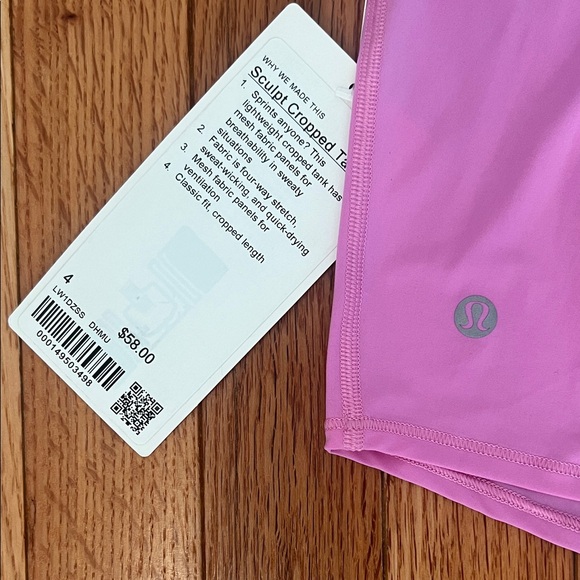 WHY WE MADE THIS
Sculpt Cropped Ta
1. Sprints anyone? This
lightweight cropped tank has
mesh fabric panels for
breathability in sweaty
situations
2. Fabric is four-way stretch,
sweat-wicking, and quick-drying
3. Mesh fabric panels for
ventilation
4. Classic fit, cropped length
4
LW1DZSS DHMU
$58.00
000149503498